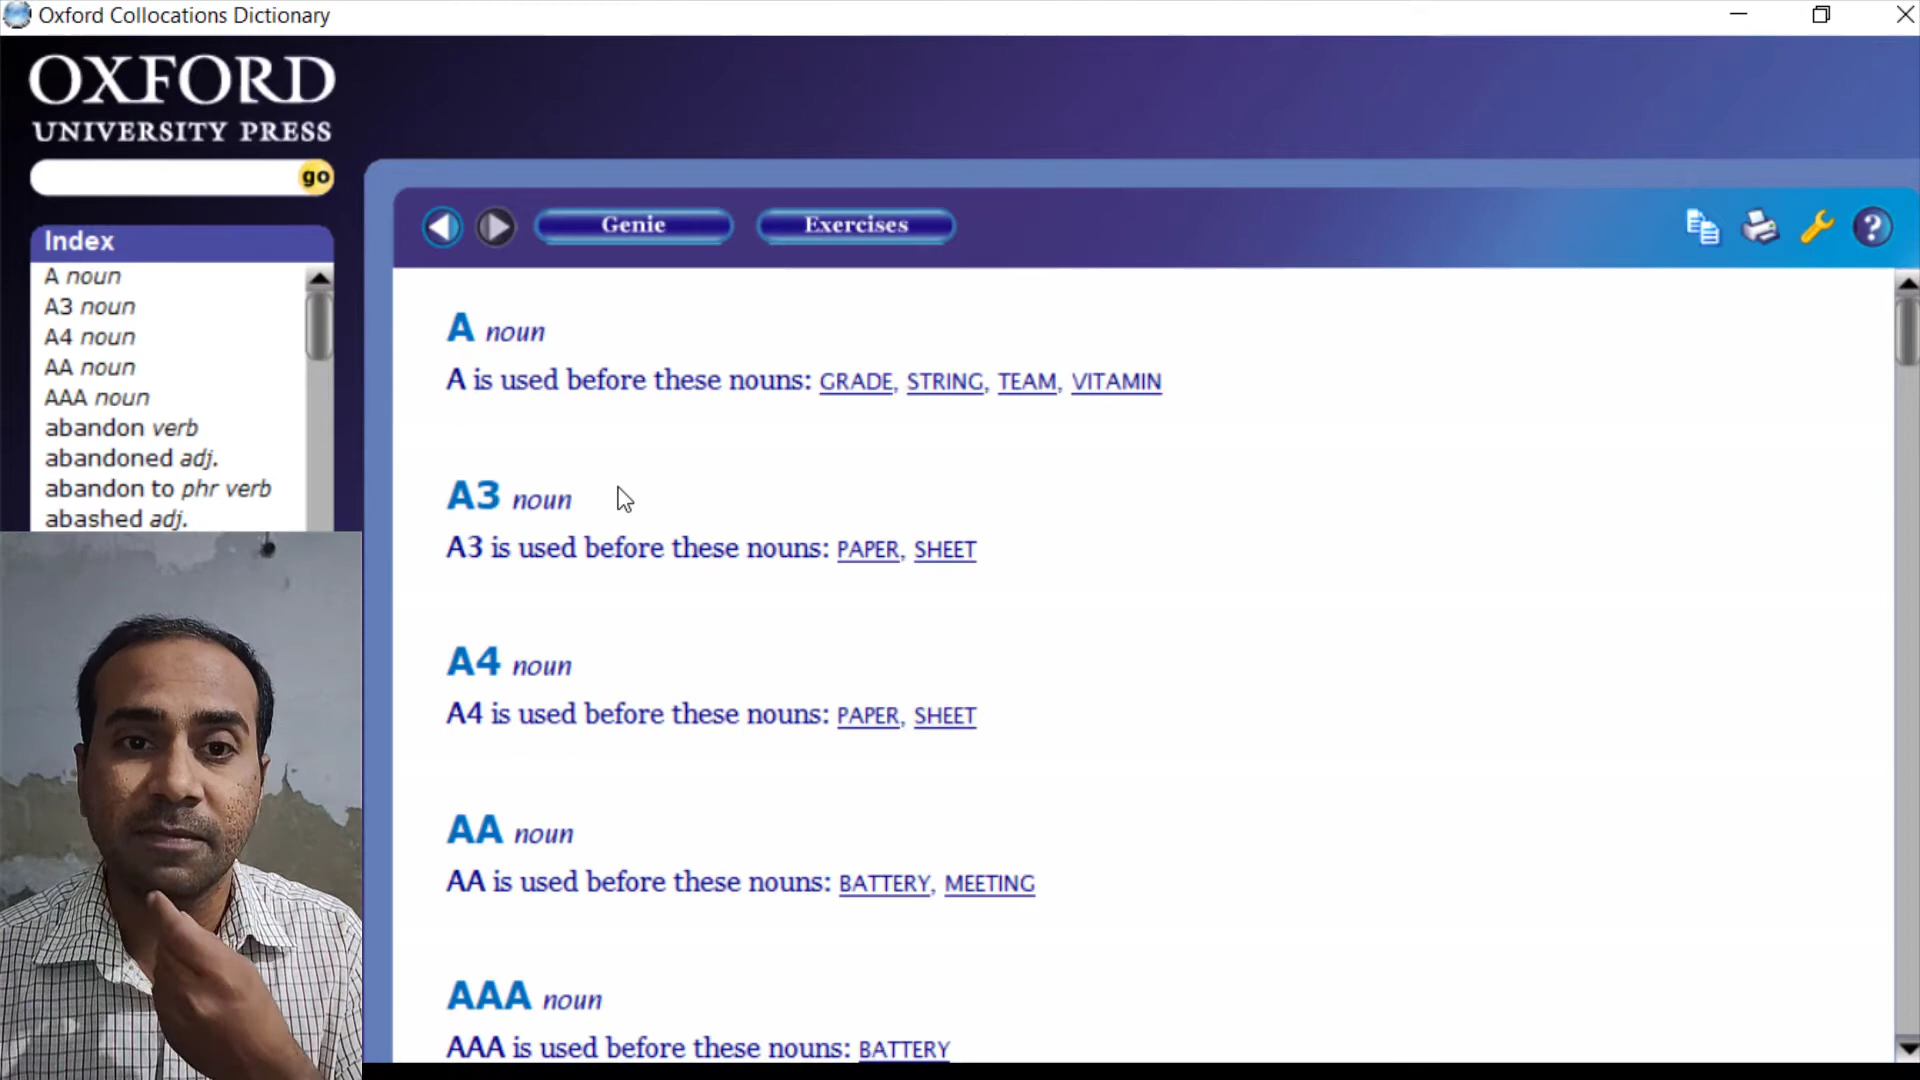 Oxford Collocations Dictionary
OXFORD
UNIVERSITY PRESS
go
Index
A noun
A3 noun
A4 noun
AA noun
AAA noun
abandon verb
abandoned adj.
abandon to phr verb
abashed adj.
Genie
Exercises
?
A noun
A is used before these nouns: GRADE, STRING, TEAM, VITAMIN
A3 noun
A3 is used before these nouns: PAPER, SHEET
A4 noun
A4 is used before these nouns: PAPER, SHEET
AA noun
AA is used before these nouns: BATTERY, MEETING
AAA noun
AAA is used before these nouns: BATTERY